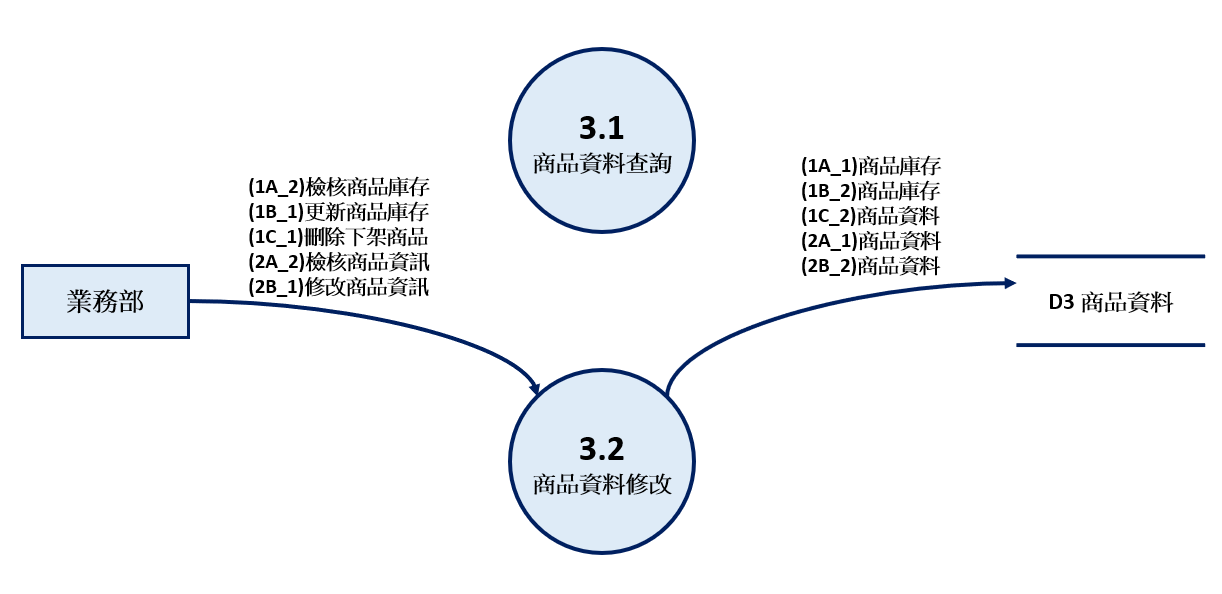 3.1
商品資料查詢
(1A_2)檢核商品庫存
(1B_1)更新商品庫存
(1C_1)刪除下架商品
(2A_2)檢核商品資訊
(2B_1)修改商品資訊
(1A_1)商品庫存
(1B_2)商品庫存
(1C_2)商品資料
(2A_1)商品資料
(2B_2)商品資料
業務部
D3 商品資料
3.2
商品資料修改